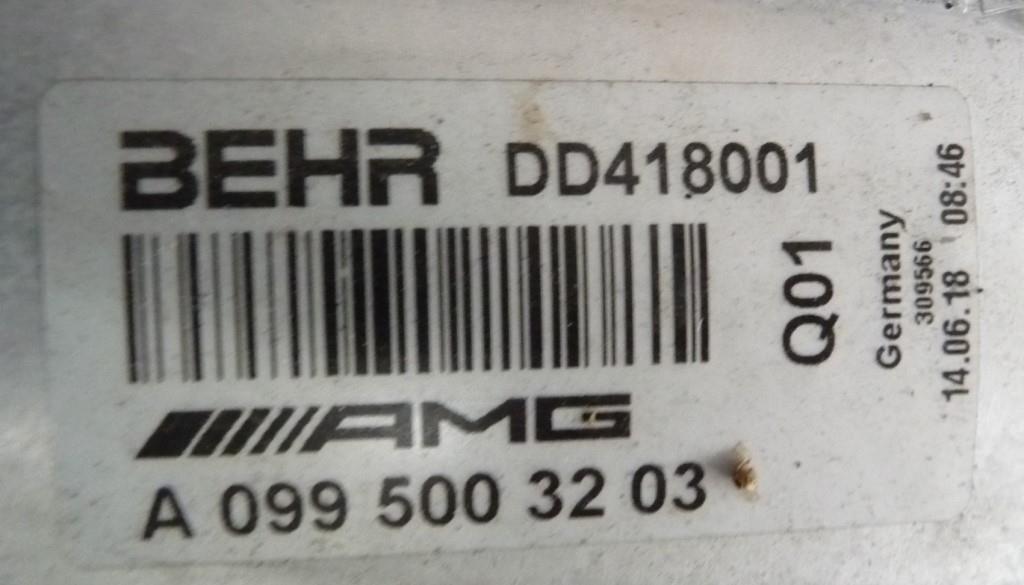 BEHR DD418001
Q01
Germany
309566
14.06.18 08:46
AMG
A 099 500 32 03